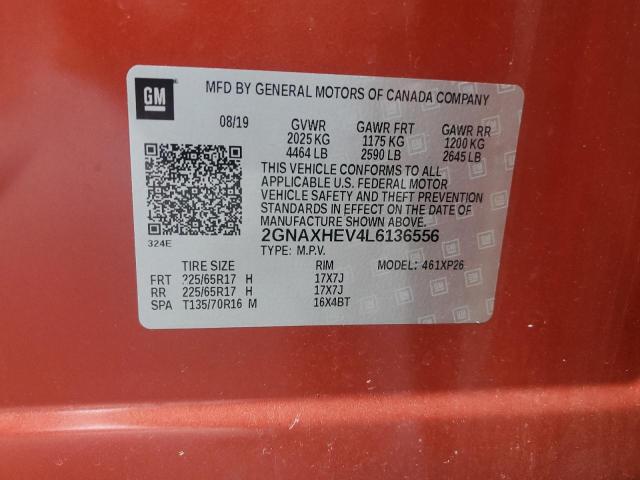 GM
MFD BY GENERAL MOTORS OF CANADA COMPANY
08/19 GVWR GAWR FRT GAWR RR
2025 KG 1175 KG 1200 KG
4464 LB 2590 LB 2645 LB
THIS VEHICLE CONFORMS TO ALL
APPLICABLE U.S. FEDERAL MOTOR
VEHICLE SAFETY AND THEFT PREVENTION
STANDARDS IN EFFECT ON THE DATE OF
MANUFACTURE SHOWN ABOVE.
324E 2GNAXHEV4L6136556
TYPE: M.P.V.
TIRE SIZE RIM MODEL: 461XP26
FRT 225/65R17 H 17X7J
RR 225/65R17 H 17X7J
SPA T135/70R16 M 16X4BT